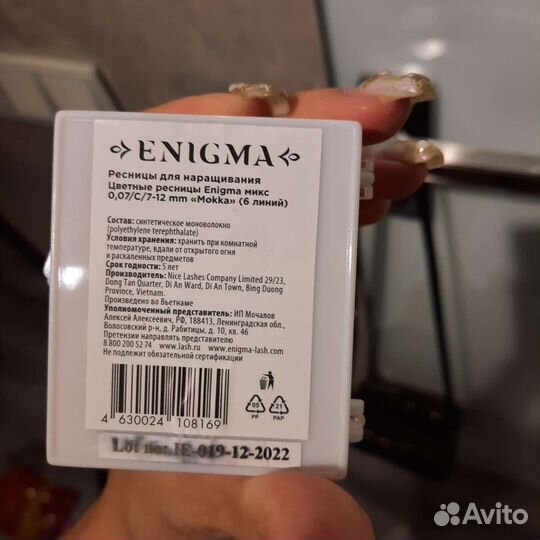 ENIGMA
Ресницы для наращивания
Цветные ресницы Enigma микс
0,07/C/7-12 mm «Mokka» (6 линий)
Состав: синтетическое моноволокно
(polyethylene terephthalate)
Условия хранения: хранить при комнатной
температуре, вдали от открытого огня
и раскаленных предметов
Срок годности: 5 лет
Производитель: Nice Lashes Company Limited 29/23,
Dong Tan Quarter, Di An Ward, Di An Town, Bing Duong
Province, Vietnam.
Произведено во Вьетнаме
Уполномоченный представитель: ИП Мочалов
Алексей Алексеевич, РФ, 188413, Ленинградская обл.,
Волосовский р-н, д. Рабитицы, д. 10, кв. 46
Претензии направлять представителю
8 800 200 52 74 www.lash.ru www.enigma-lash.com
Не подлежит обязательной сертификации
05
PP
21
PAP
4 630024 108169
Lot no: IE-019-12-2022
Avito